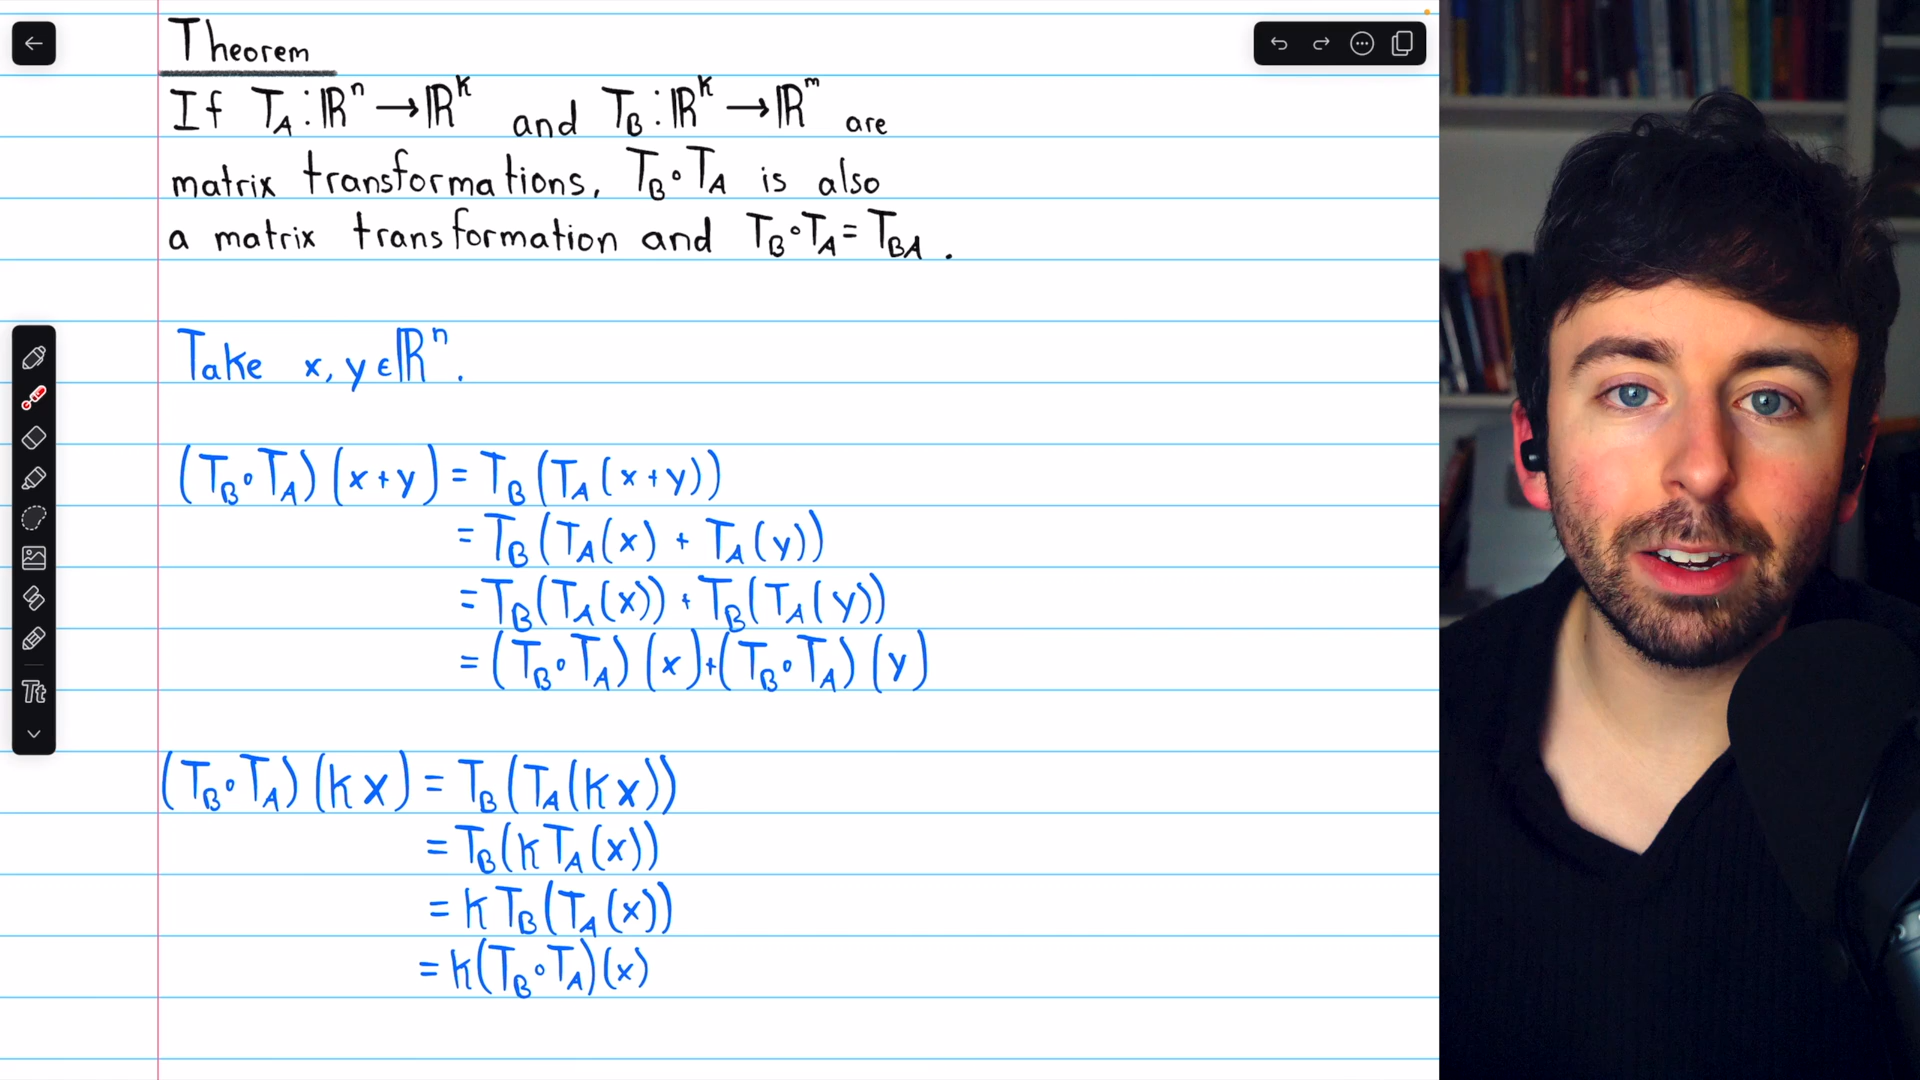 Theorem
If T_A : ℝ^n → ℝ^k and T_B : ℝ^k → ℝ^m are
matrix transformations, T_B ∘ T_A is also
a matrix transformation and T_B ∘ T_A = T_BA .
Take x, y ∈ ℝ^n .
(T_B ∘ T_A) (x + y) = T_B (T_A (x + y))
= T_B (T_A (x) + T_A (y))
= T_B (T_A (x)) + T_B (T_A (y))
= (T_B ∘ T_A) (x) + (T_B ∘ T_A) (y)
(T_B ∘ T_A) (k x) = T_B (T_A (k x))
= T_B (k T_A (x))
= k T_B (T_A (x))
= k (T_B ∘ T_A) (x)
Tt